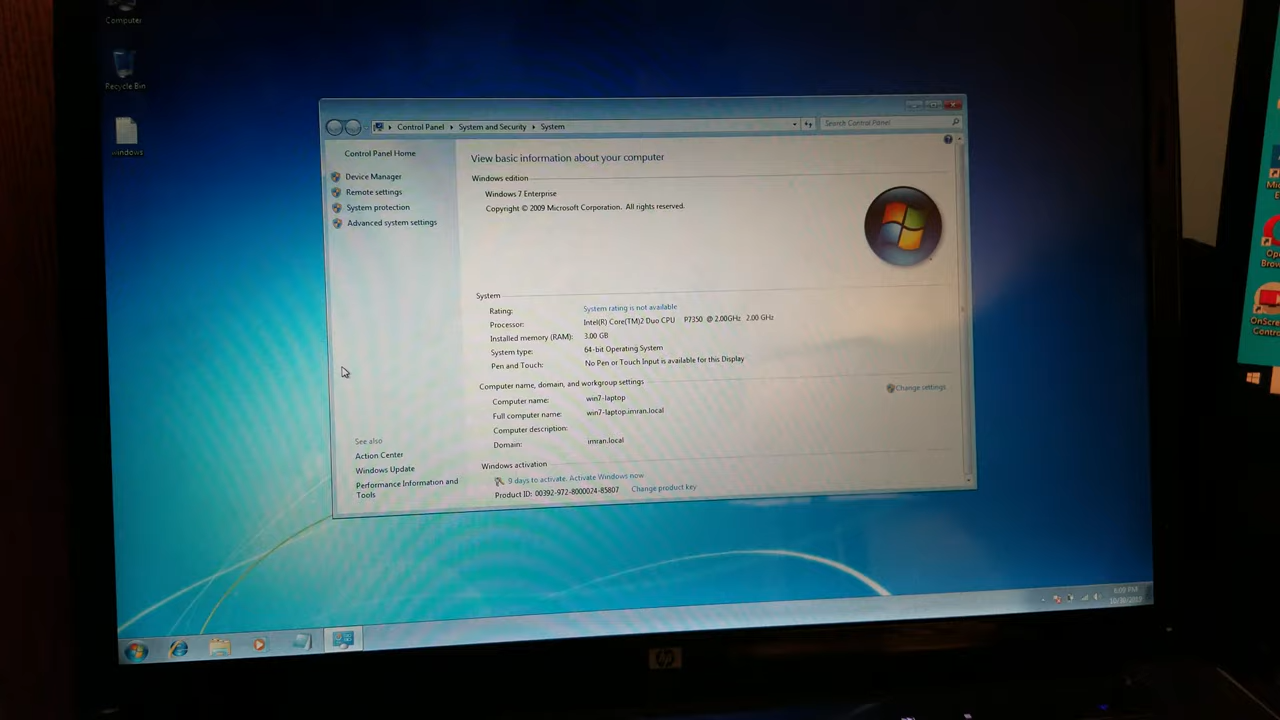 Computer
Recycle Bin
windows
Control Panel
System and Security
System
Search Control Panel
Control Panel Home
Device Manager
Remote settings
System protection
Advanced system settings
See also
Action Center
Windows Update
Performance Information and
Tools
View basic information about your computer
Windows edition
Windows 7 Enterprise
Copyright © 2009 Microsoft Corporation. All rights reserved.
System
Rating: System rating is not available
Processor: Intel(R) Core(TM)2 Duo CPU P7350 @ 2.00GHz 2.00 GHz
Installed memory (RAM): 3.00 GB
System type: 64-bit Operating System
Pen and Touch: No Pen or Touch Input is available for this Display
Computer name, domain, and workgroup settings
Computer name: win7-laptop
Change settings
Full computer name: win7-laptop.imran.local
Computer description:
Domain: imran.local
Windows activation
9 days to activate. Activate Windows now
Product ID: 00392-972-8000024-85807 Change product key
6:09 PM
hp
OnScre
Contro